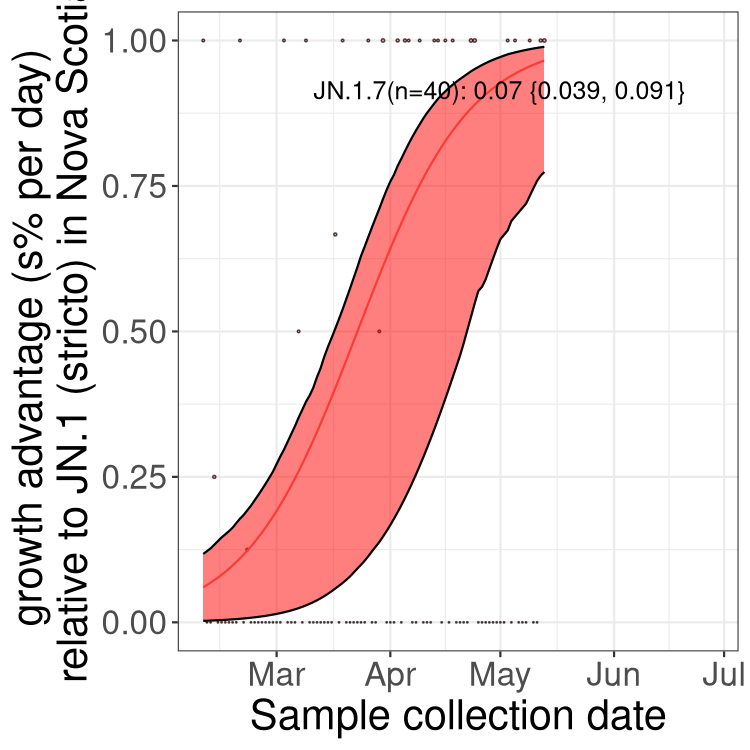 growth advantage (s% per day)
relative to JN.1 (stricto) in Nova Scotia
1.00
0.75
0.50
0.25
0.00
JN.1.7(n=40): 0.07 {0.039, 0.091}
Mar Apr May Jun Jul
Sample collection date